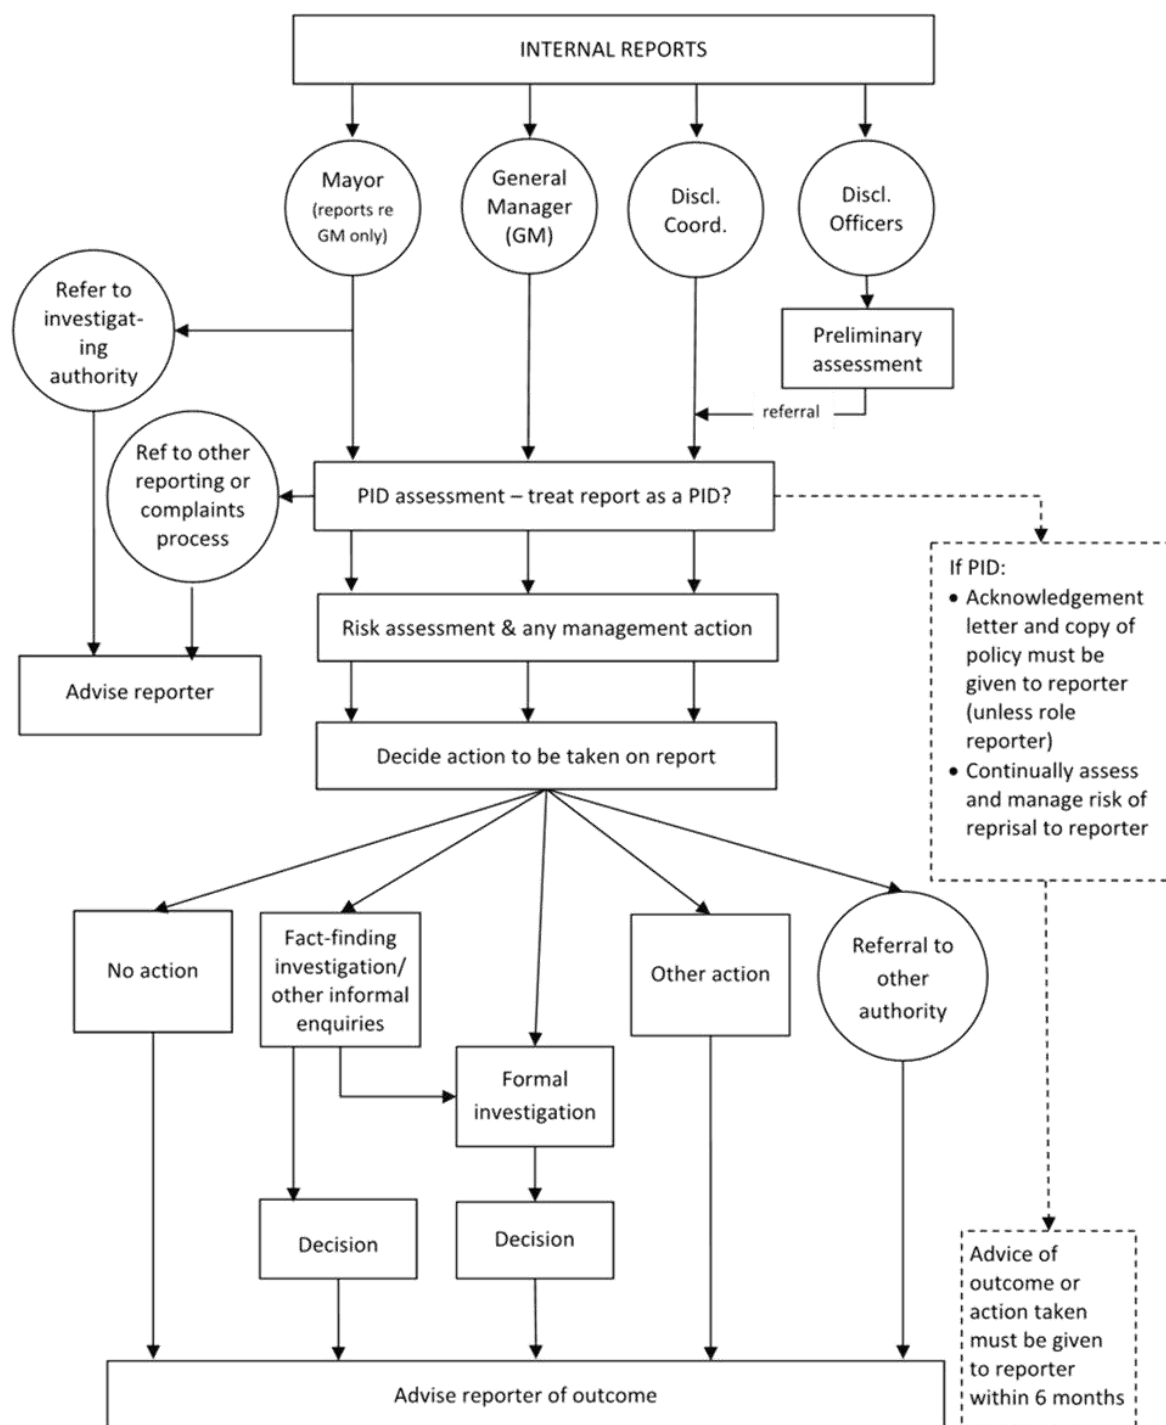 INTERNAL REPORTS
Mayor
(reports re
GM only)
General
Manager
(GM)
Discl.
Coord.
Discl.
Officers
Refer to
investigat-
ing
authority
Preliminary
assessment
referral
Ref to other
reporting or
complaints
process
PID assessment – treat report as a PID?
If PID:
• Acknowledgement
letter and copy of
policy must be
given to reporter
(unless role
reporter)
• Continually assess
and manage risk of
reprisal to reporter
Risk assessment & any management action
Advise reporter
Decide action to be taken on report
No action
Fact-finding
investigation/
other informal
enquiries
Formal
investigation
Other action
Referral to
other
authority
Decision
Decision
Advice of
outcome or
action taken
must be given
to reporter
within 6 months
Advise reporter of outcome